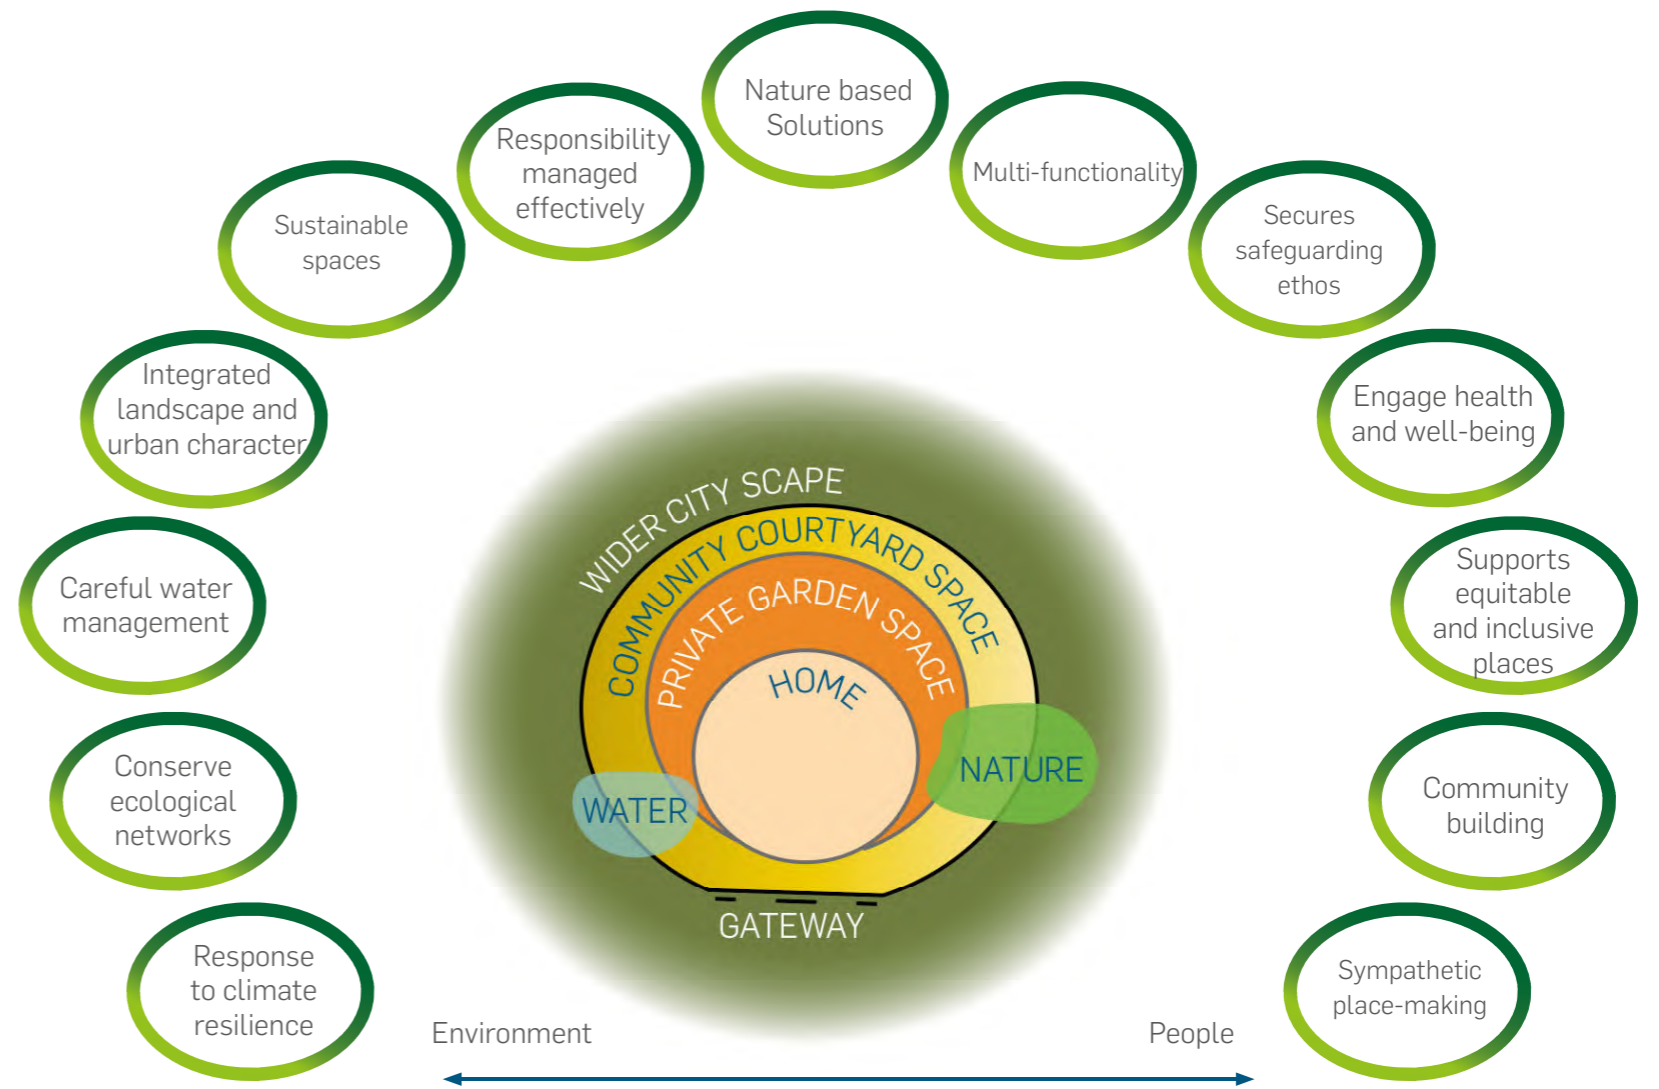 Nature based
Solutions
Responsibility
managed
effectively
Multi-functionality
Sustainable
spaces
Secures
safeguarding
ethos
Integrated
landscape and
urban character
Engage health
and well-being
Careful water
management
Supports
equitable
and inclusive
places
Conserve
ecological
networks
Community
building
Response
to climate
resilience
Sympathetic
place-making
WIDER CITY SCAPE
COMMUNITY COURTYARD SPACE
PRIVATE GARDEN SPACE
HOME
NATURE
WATER
GATEWAY
Environment
People